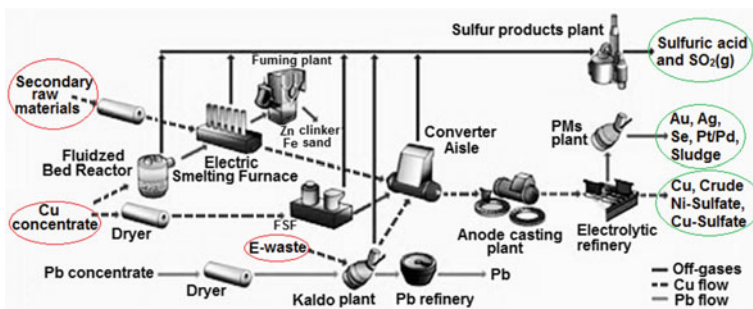 Sulfur products plant
Sulfuric acid
and SO₂(g)
Fuming plant
Secondary
raw
materials
Zn clinker
Fe sand
Converter
Aisle
PMs
plant
Au, Ag,
Se, Pt/Pd,
Sludge
Fluidzed
Bed Reactor
Electric
Smelting Furnace
Cu
concentrate
Dryer
FSF
Anode casting
plant
Electrolytic
refinery
Cu, Crude
Ni-Sulfate,
Cu-Sulfate
E-waste
Pb concentrate
Dryer
Kaldo plant
Pb refinery
Pb
Off-gases
Cu flow
Pb flow